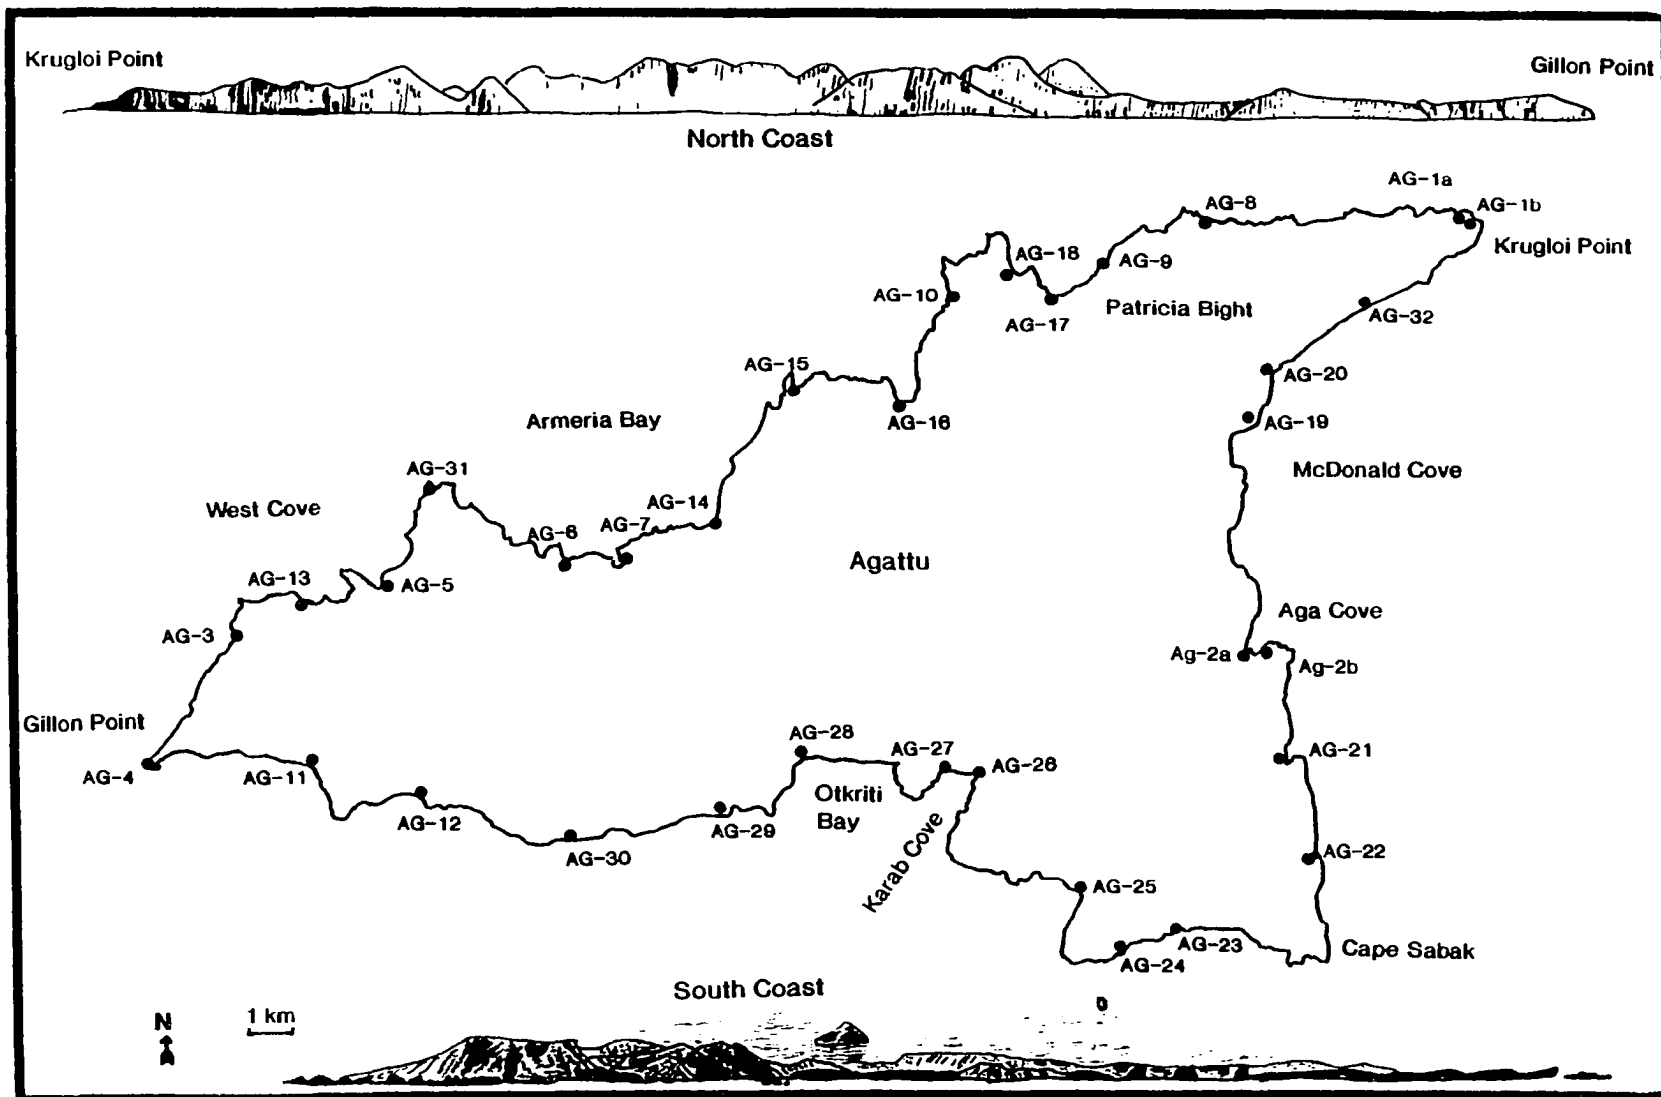 Krugloi Point
Gillon Point
North Coast
AG-1a
AG-1b
Krugloi Point
AG-8
AG-18
AG-9
AG-10
AG-17
Patricia Bight
AG-32
AG-15
AG-20
AG-16
AG-19
Armeria Bay
McDonald Cove
AG-31
West Cove
AG-14
AG-6
AG-7
Agattu
AG-13
AG-5
AG-3
Aga Cove
Ag-2a
Ag-2b
Gillon Point
AG-4
AG-11
AG-28
AG-27
AG-26
AG-21
Otkriti
Bay
AG-12
AG-29
AG-30
Karab Cove
AG-22
AG-25
AG-23
AG-24
Cape Sabak
South Coast
N
1 km